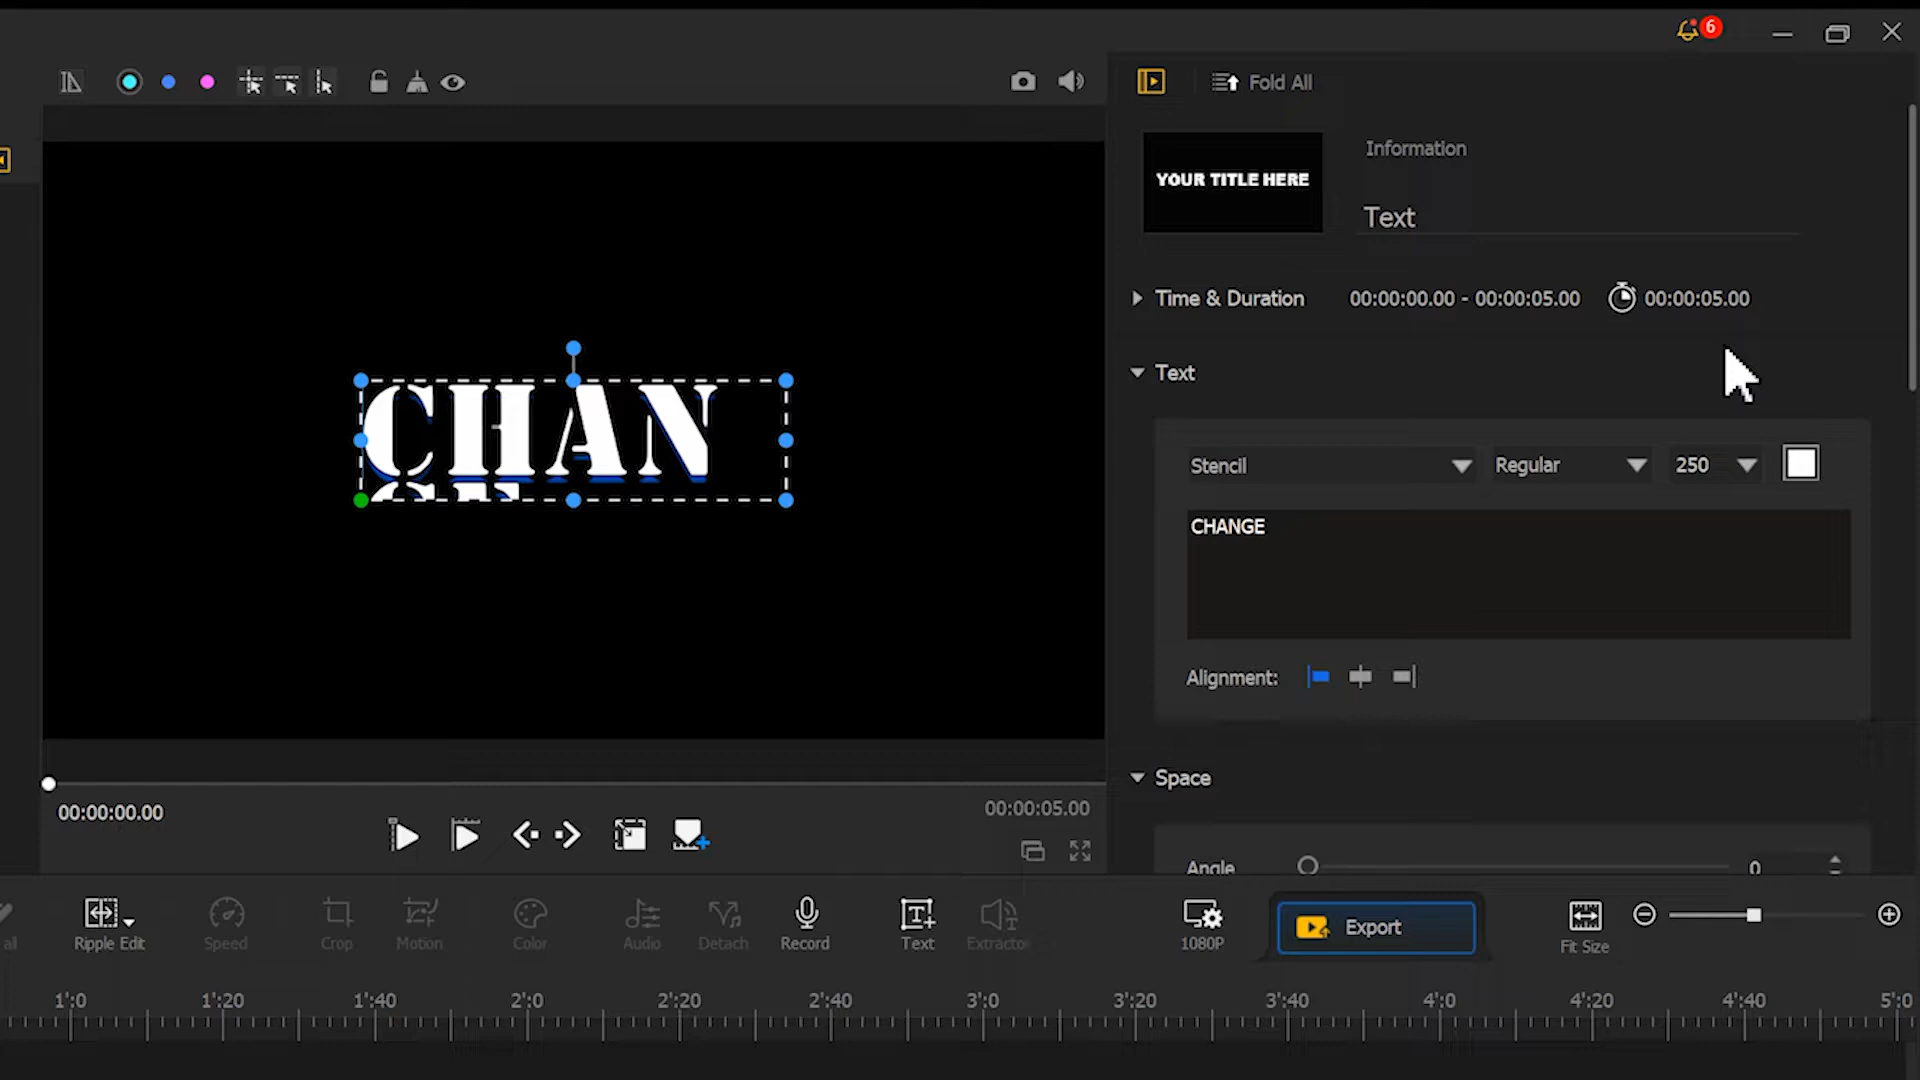 6
Fold All
YOUR TITLE HERE
Information
Text
Time & Duration 00:00:00.00 - 00:00:05.00 00:00:05.00
Text
CHAN
Stencil Regular 250
CHANGE
Alignment:
Space
Angle 0
00:00:00.00
00:00:05.00
all Ripple Edit Speed Crop Motion Color Audio Detach Record Text Extractor 1080P Export Fit Size
1':0 1':20 1':40 2':0 2':20 2':40 3':0 3':20 3':40 4':0 4':20 4':40 5':0